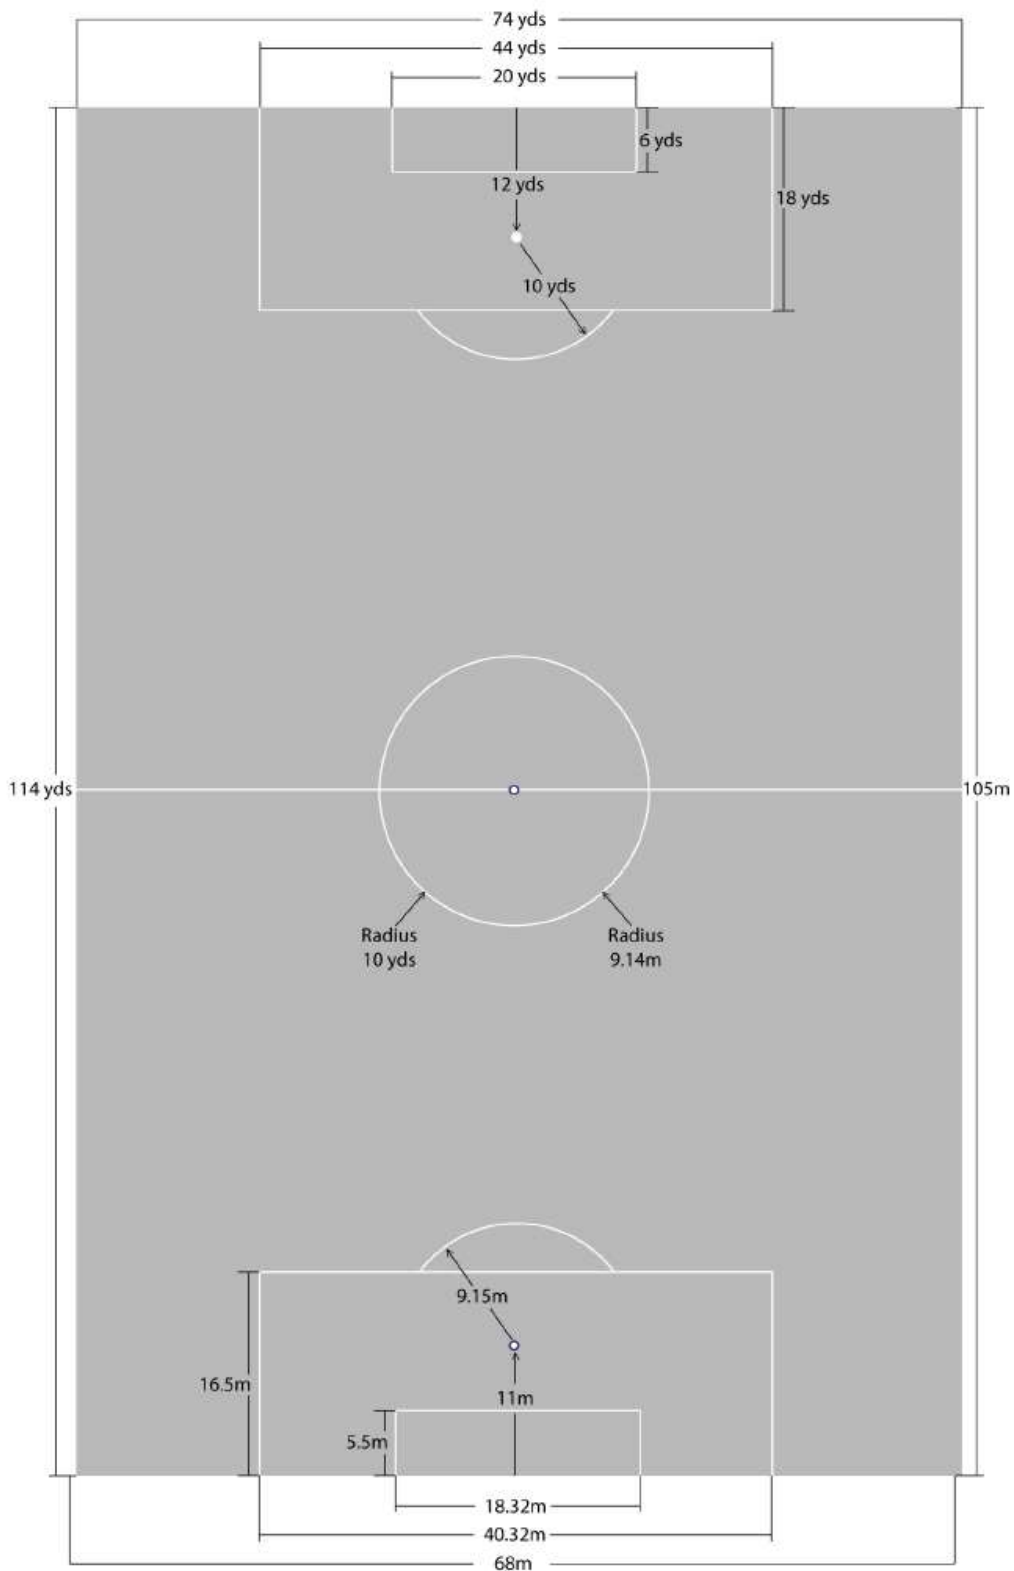 74 yds
44 yds
20 yds
6 yds
12 yds
18 yds
10 yds
114 yds
105m
Radius
10 yds
Radius
9.14m
9.15m
16.5m
11m
5.5m
18.32m
40.32m
68m